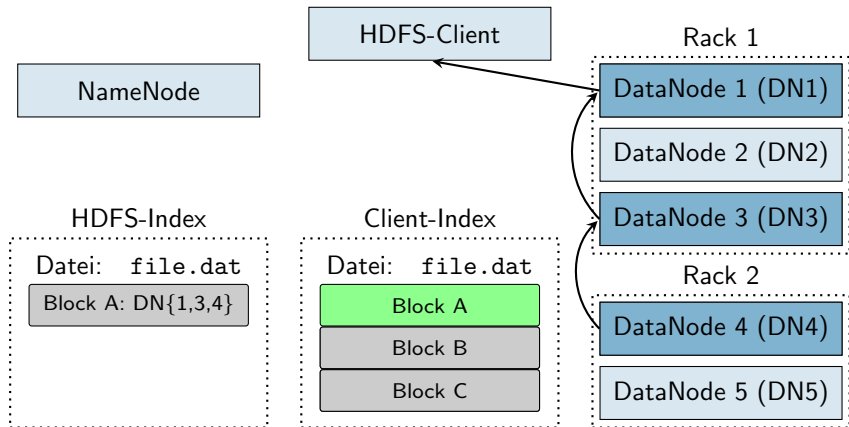 HDFS-Client
NameNode
Rack 1
DataNode 1 (DN1)
DataNode 2 (DN2)
DataNode 3 (DN3)
HDFS-Index
Datei: file.dat
Block A: DN{1,3,4}
Client-Index
Datei: file.dat
Block A
Block B
Block C
Rack 2
DataNode 4 (DN4)
DataNode 5 (DN5)